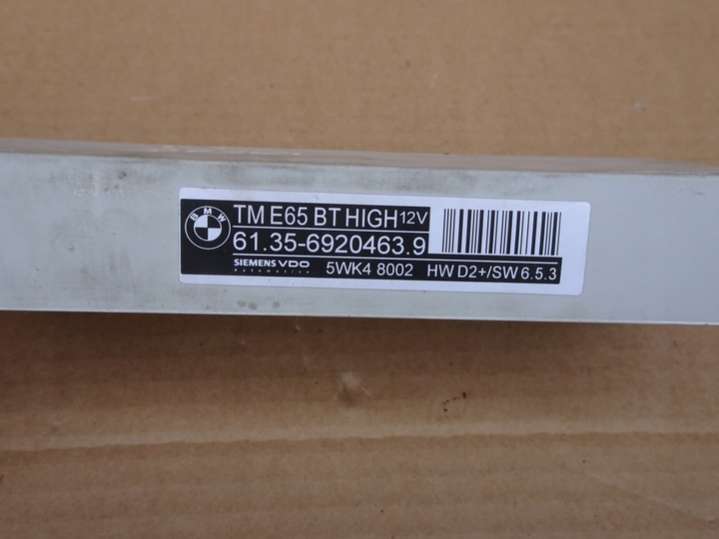 BMW
TM E65 BT HIGH 12V
61.35-6920463.9
SIEMENS VDO
Automotive
5WK4 8002 HW D2+/SW 6.5.3